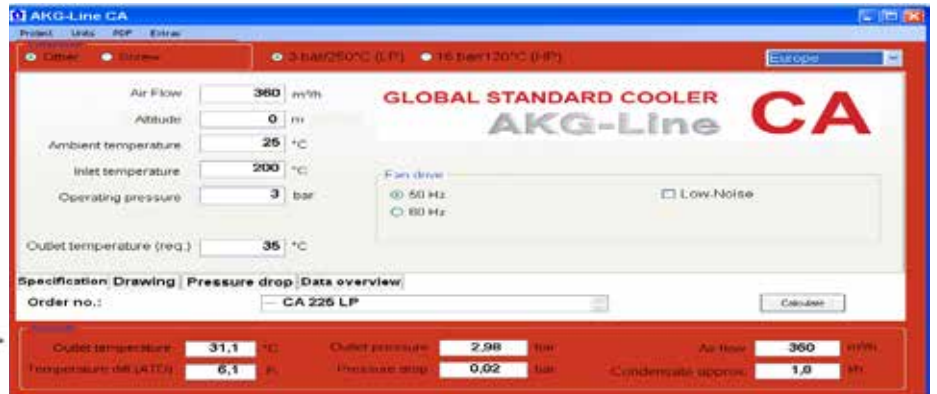 AKG-Line CA
Project Units PDF Extras
Other Screw 3 bar/250°C (LP) 16 bar/120°C (HP) Europe
Air Flow 360 m³/h
Altitude 0 m
Ambient temperature 25 °C
Inlet temperature 200 °C
Operating pressure 3 bar
Outlet temperature (req.) 35 °C
GLOBAL STANDARD COOLER
AKG-Line CA
Fan drive
50 Hz
60 Hz
Low-Noise
Specification Drawing Pressure drop Data overview
Order no.: CA 225 LP Calculate
Outlet temperature 31,1 °C Outlet pressure 2,98 bar Air flow 360 m³/h
Temperature diff.(ATD) 6,1 Pressure drop 0,02 bar Condensate approx. 1,0 l/h